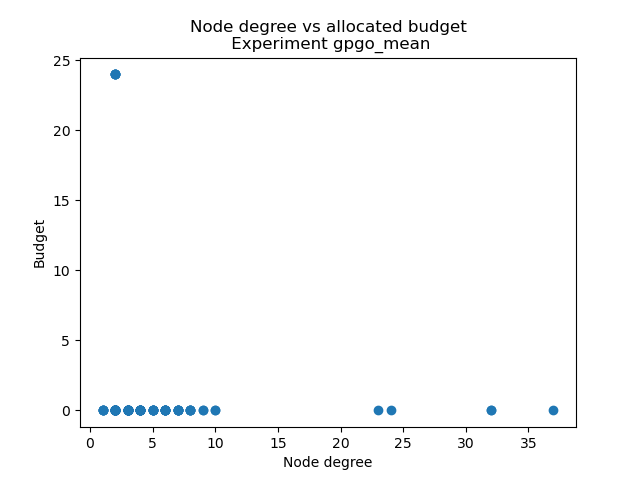 Node degree vs allocated budget
Experiment gpgo_mean
25
20
15
10
5
0
Budget
0 5 10 15 20 25 30 35
Node degree